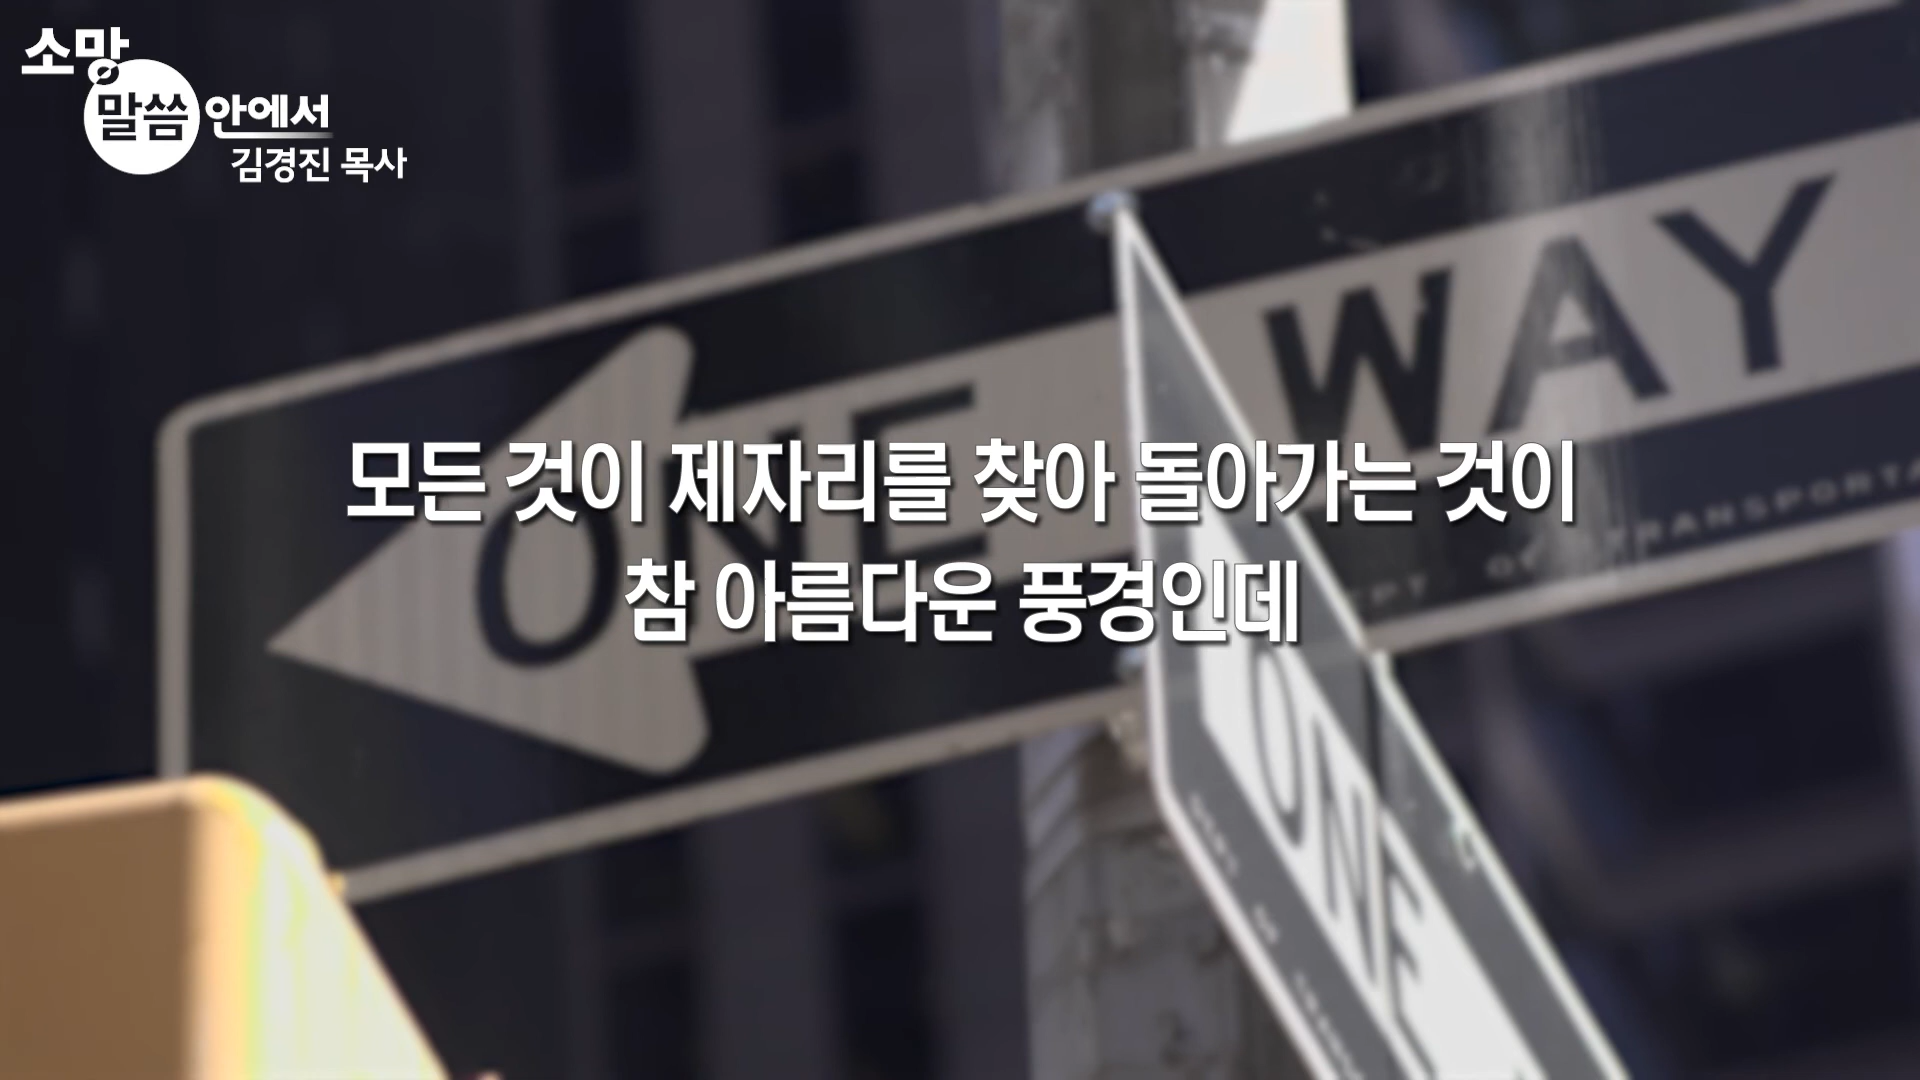 소망
말씀 안에서
김경진 목사
ONE WAY
모든 것이 제자리를 찾아 돌아가는 것이
참 아름다운 풍경인데
ONE